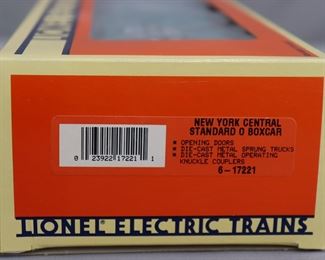 NEW YORK CENTRAL
STANDARD O BOXCAR
• OPENING DOORS
• DIE-CAST METAL SPRUNG TRUCKS
• DIE-CAST METAL OPERATING
KNUCKLE COUPLERS
6-17221
0 23922 17221 1
LIONEL® ELECTRIC TRAINS